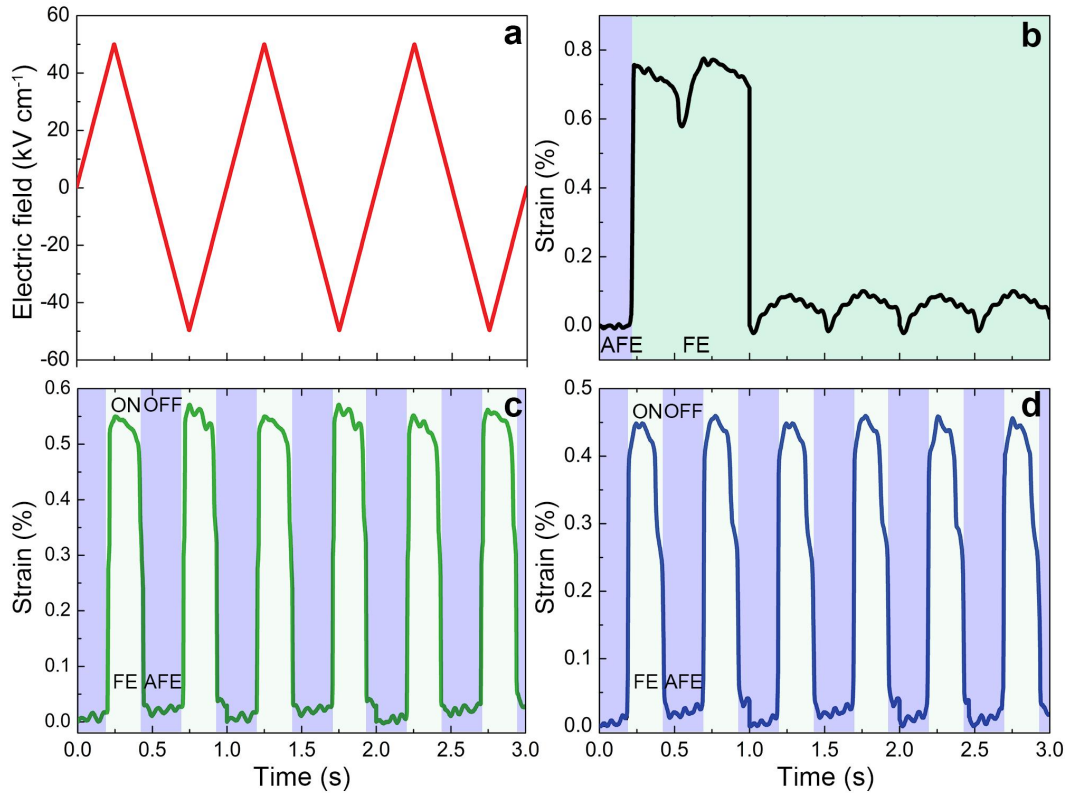 a
60
40
20
0
-20
-40
-60
Electric field (kV cm⁻¹)
b
0.8
0.6
0.4
0.2
0.0
Strain (%)
AFE FE
c
0.6
0.5
0.4
0.3
0.2
0.1
0.0
Strain (%)
ON OFF
FE AFE
0.0 0.5 1.0 1.5 2.0 2.5 3.0
Time (s)
d
0.5
0.4
0.3
0.2
0.1
0.0
Strain (%)
ON OFF
FE AFE
0.0 0.5 1.0 1.5 2.0 2.5 3.0
Time (s)